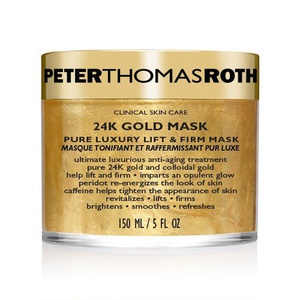 PETERTHOMASROTH
CLINICAL SKIN CARE
24K GOLD MASK
PURE LUXURY LIFT & FIRM MASK
MASQUE TONIFIANT ET RAFFERMISSANT PUR LUXE
ultimate luxurious anti-aging treatment
pure 24K gold and colloidal gold
help lift and firm • imparts an opulent glow
peridot re-energizes the look of skin
caffeine helps tighten the appearance of skin
revitalizes • lifts • firms
brightens • smoothes • refreshes
150 ML / 5 FL OZ